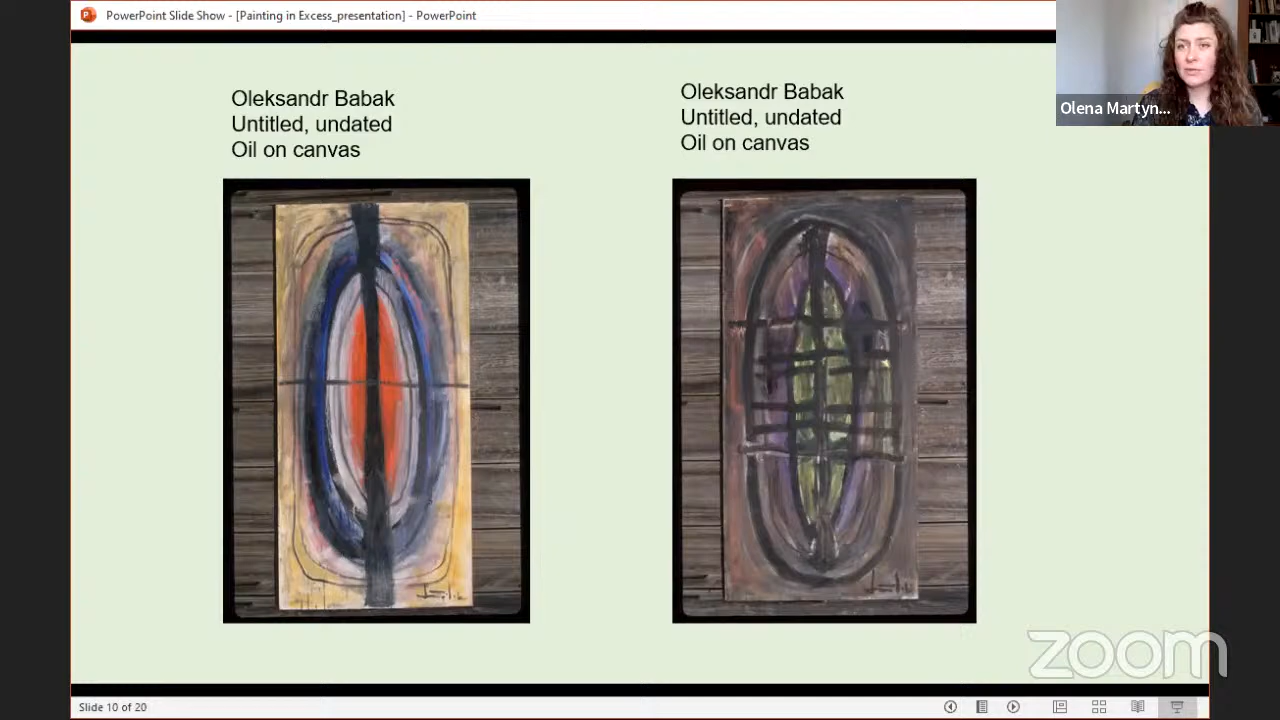 PowerPoint Slide Show - [Painting in Excess_presentation] - PowerPoint
Oleksandr Babak
Untitled, undated
Oil on canvas
Oleksandr Babak
Untitled, undated
Oil on canvas
Olena Martyn...
zoom
Slide 10 of 20